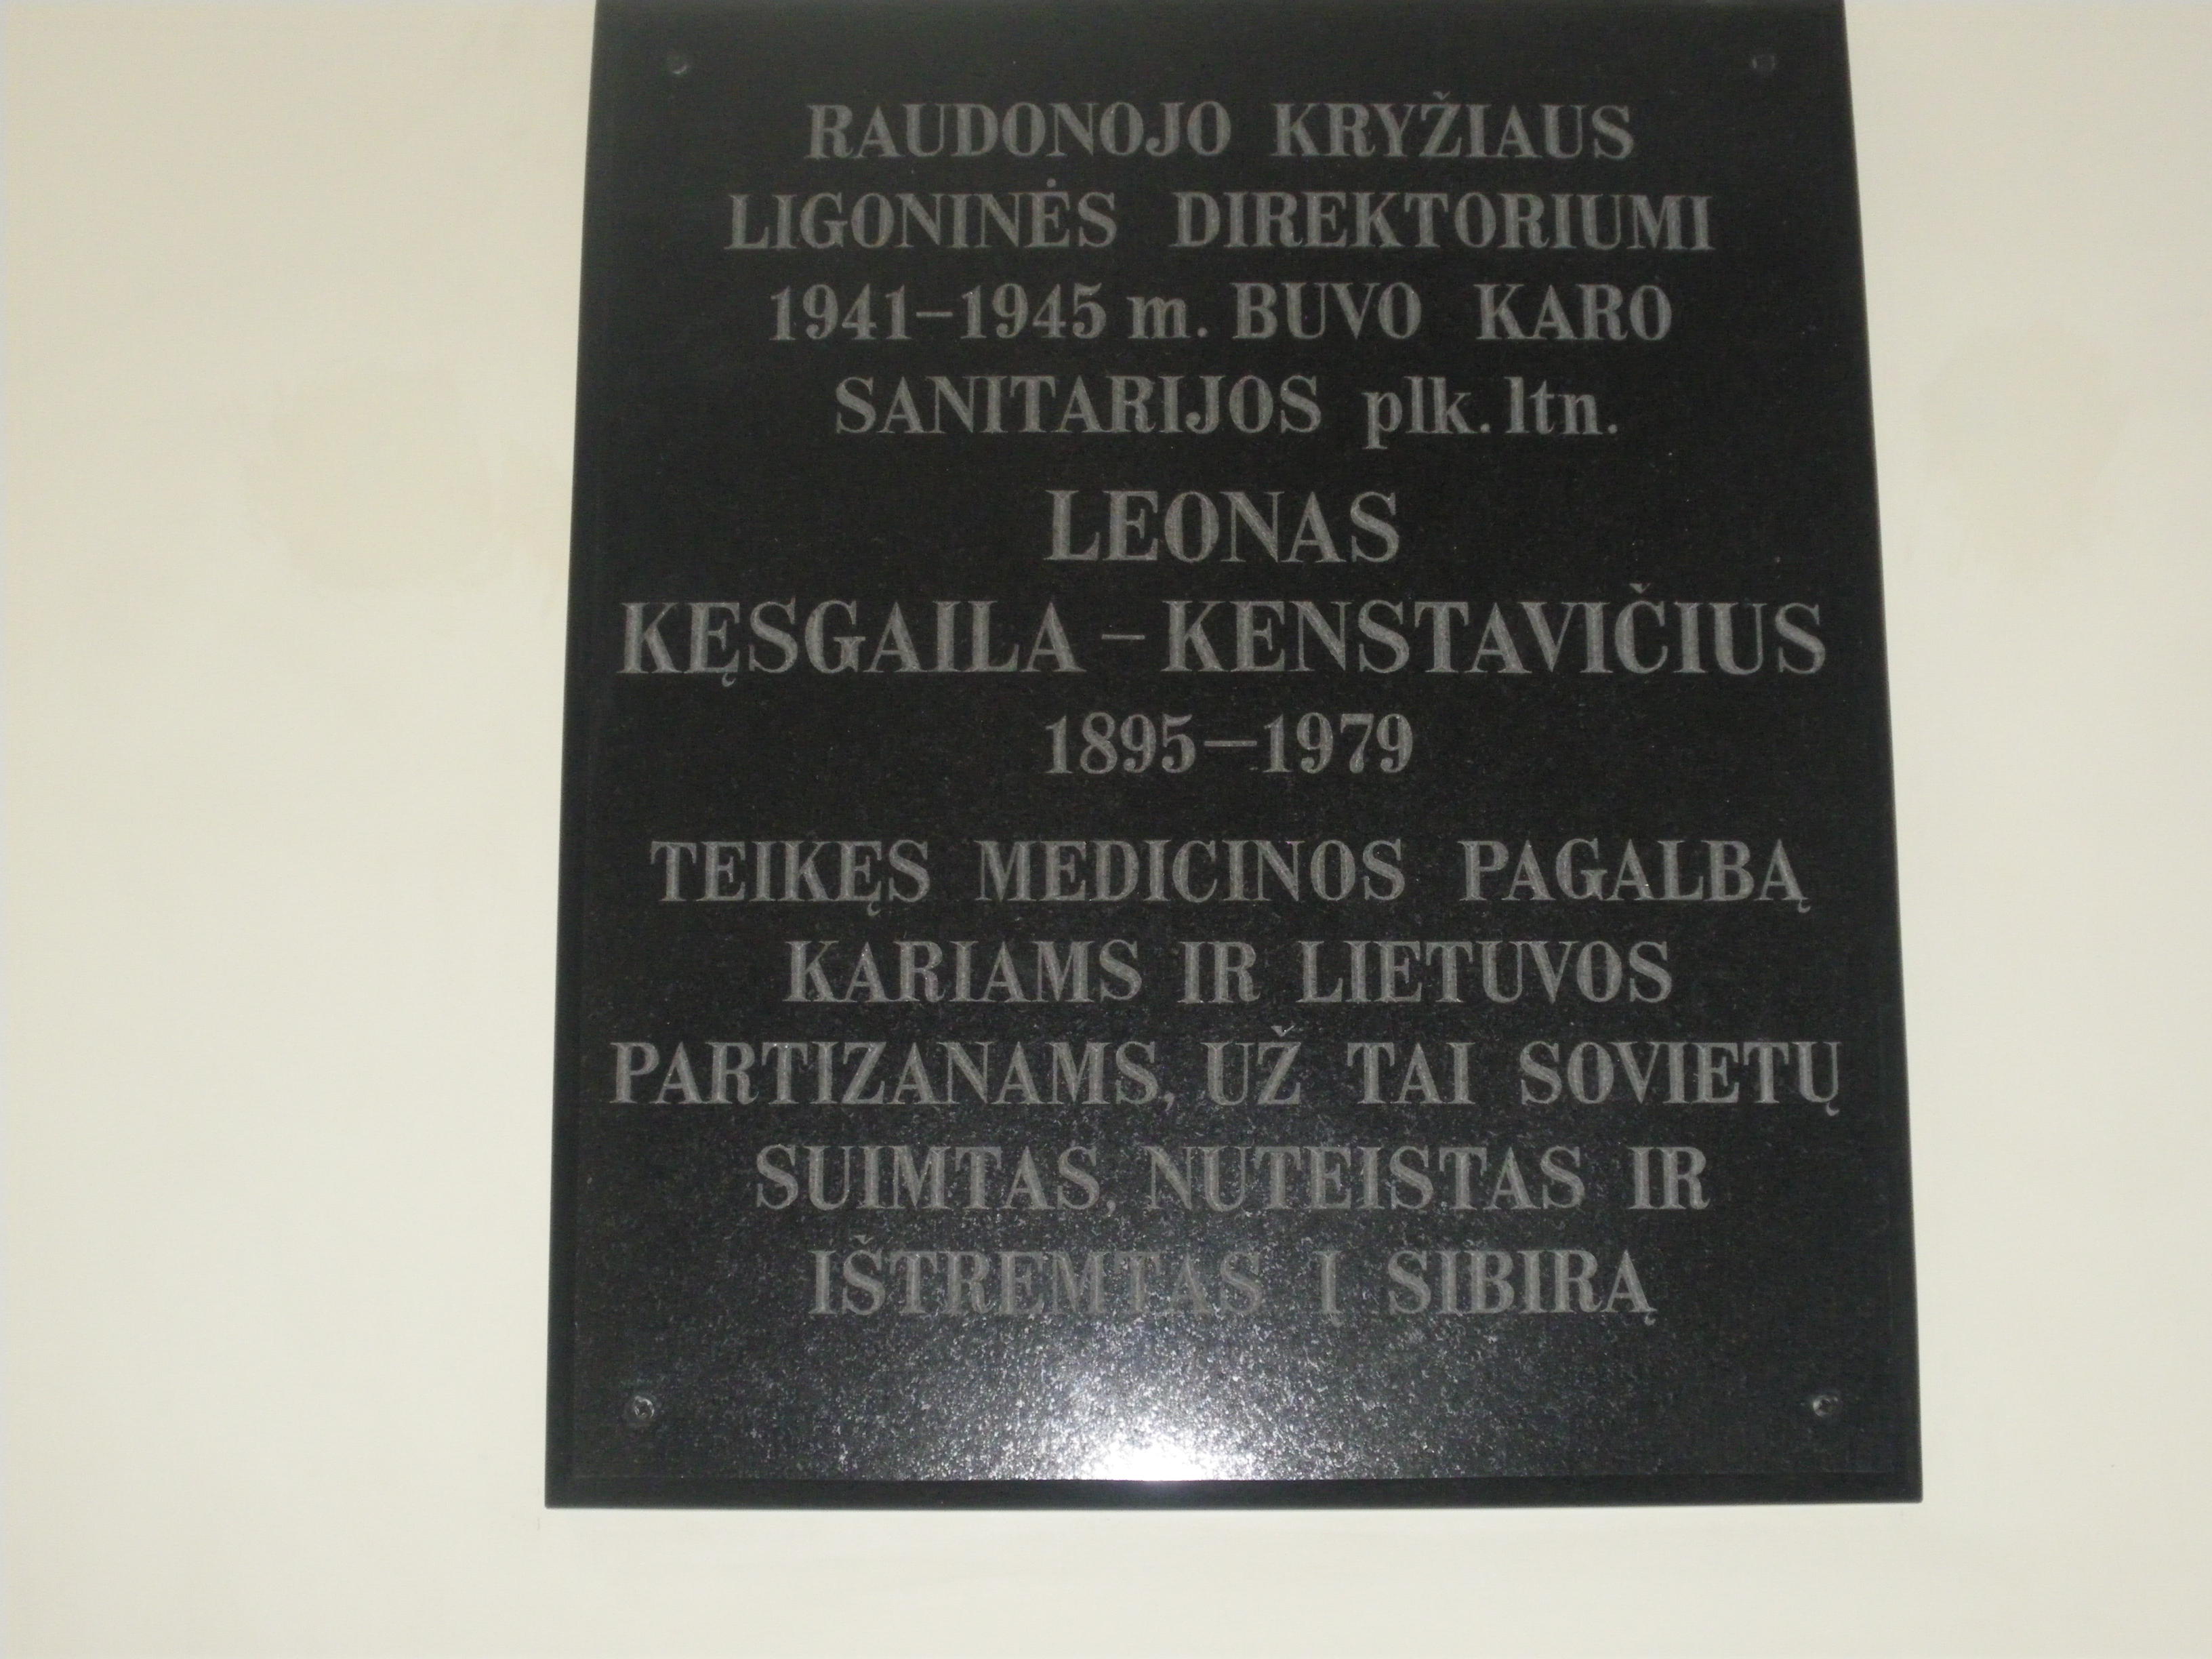 RAUDONOJO KRYŽIAUS
LIGONINĖS DIREKTORIUMI
1941–1945 m. BUVO KARO
SANITARIJOS plk. ltn.
LEONAS
KĘSGAILA – KENSTAVIČIUS
1895–1979
TEIKĘS MEDICINOS PAGALBĄ
KARIAMS IR LIETUVOS
PARTIZANAMS, UŽ TAI SOVIETŲ
SUIMTAS, NUTEISTAS IR
IŠTREMTAS Į SIBIRĄ